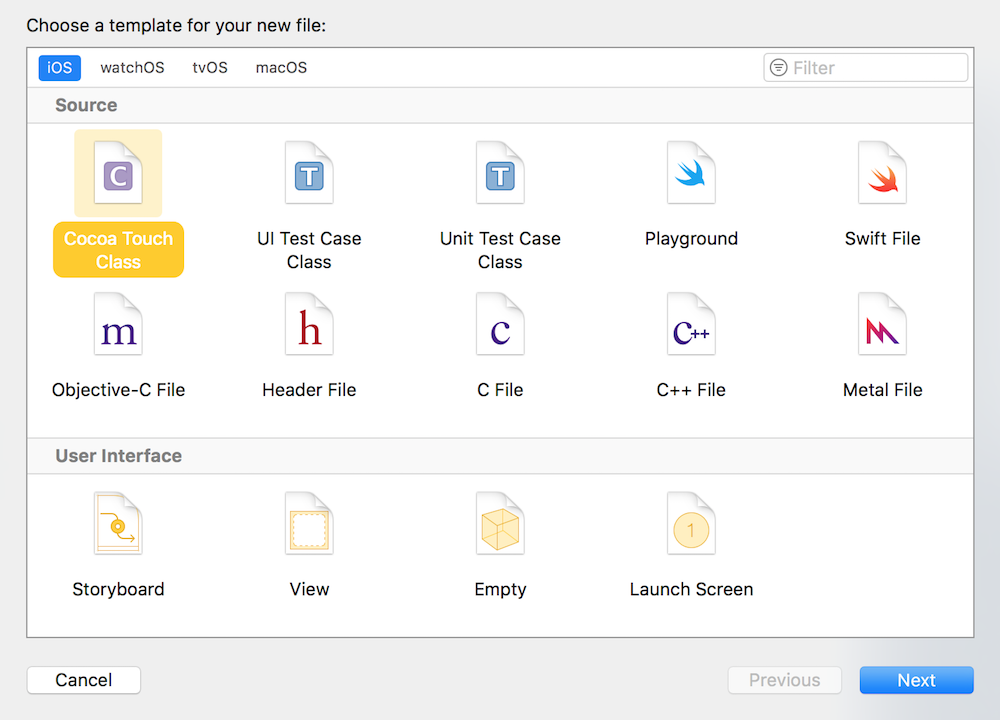 Choose a template for your new file:
iOS watchOS tvOS macOS Filter
Source
C T T
Cocoa Touch UI Test Case Unit Test Case Playground Swift File
Class Class Class
m h c C++
Objective-C File Header File C File C++ File Metal File
User Interface
1
Storyboard View Empty Launch Screen
Cancel Previous Next